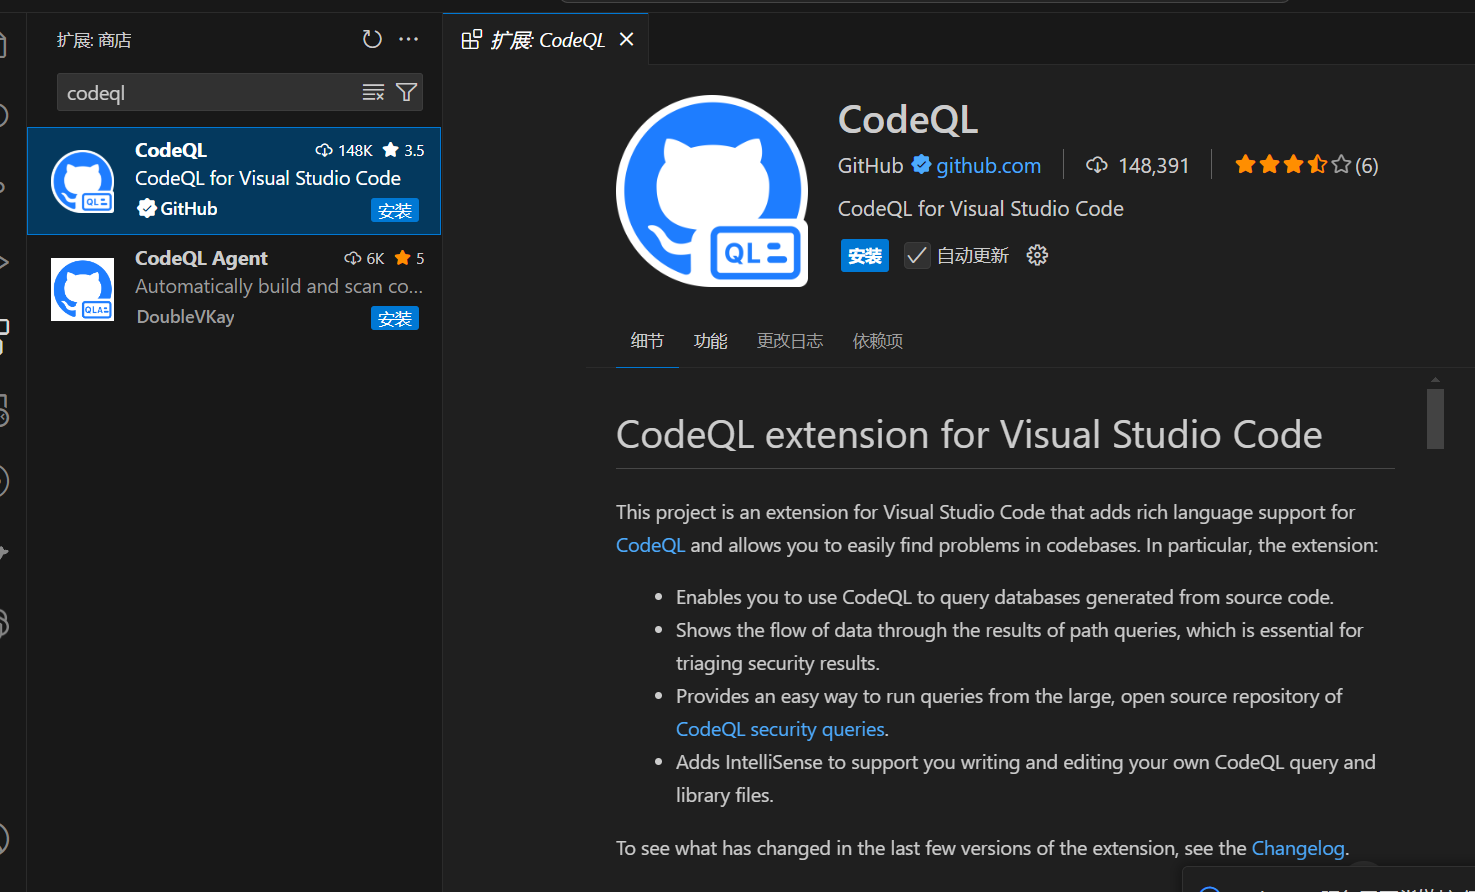 扩展: 商店
codeql
CodeQL 148K 3.5
CodeQL for Visual Studio Code
GitHub 安装
CodeQL Agent 6K 5
Automatically build and scan co...
DoubleVKay 安装
扩展: CodeQL
QL
CodeQL
GitHub github.com 148,391 (6)
CodeQL for Visual Studio Code
安装 自动更新
细节 功能 更改日志 依赖项
CodeQL extension for Visual Studio Code
This project is an extension for Visual Studio Code that adds rich language support for
CodeQL and allows you to easily find problems in codebases. In particular, the extension:
• Enables you to use CodeQL to query databases generated from source code.
• Shows the flow of data through the results of path queries, which is essential for
triaging security results.
• Provides an easy way to run queries from the large, open source repository of
CodeQL security queries.
• Adds IntelliSense to support you writing and editing your own CodeQL query and
library files.
To see what has changed in the last few versions of the extension, see the Changelog.